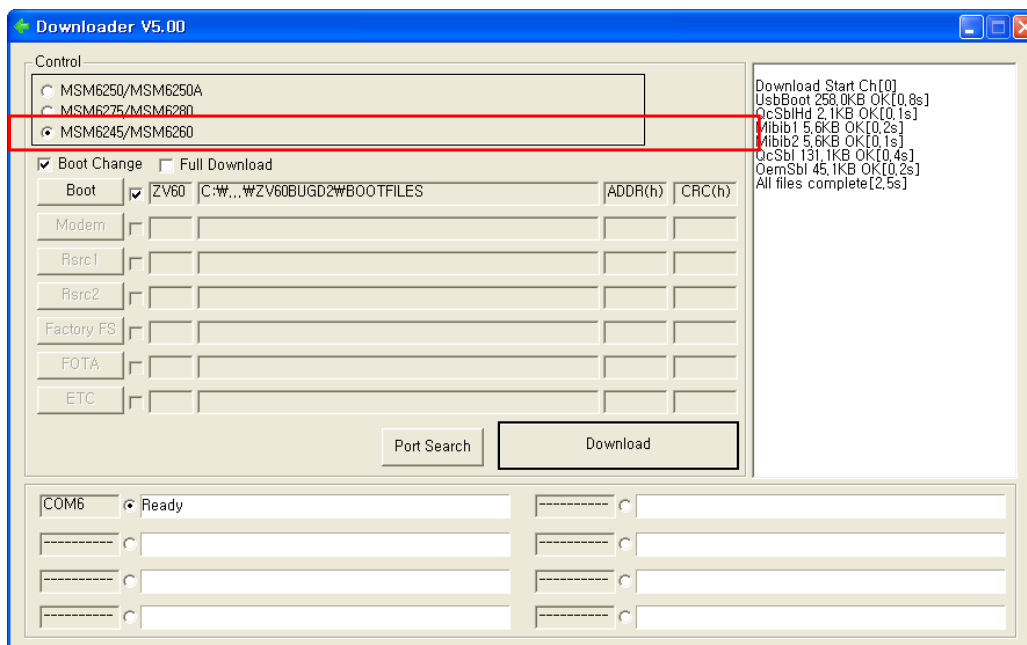 Downloader V5.00
Control
MSM6250/MSM6250A
MSM6275/MSM6280
MSM6245/MSM6260
Boot Change Full Download
Boot ZV60 C:₩,,,₩ZV60BUGD2₩BOOTFILES ADDR(h) CRC(h)
Modem
Rsrc1
Rsrc2
Factory FS
FOTA
ETC
Port Search Download
Download Start Ch[0]
UsbBoot 258,0KB OK[0,8s]
QcSblHd 2,1KB OK[0,1s]
Mibib1 5,6KB OK[0,2s]
Mibib2 5,6KB OK[0,1s]
QcSbl 131,1KB OK[0,4s]
OemSbl 45,1KB OK[0,2s]
All files complete[2,5s]
COM6 Ready ----------
---------- ----------
---------- ----------
---------- ----------